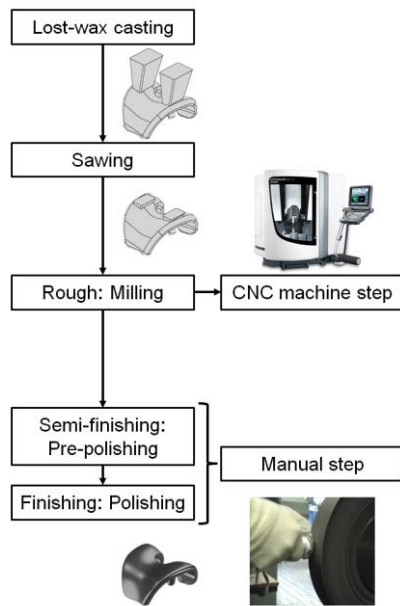 Lost-wax casting
Sawing
Rough: Milling
CNC machine step
Semi-finishing:
Pre-polishing
Manual step
Finishing: Polishing